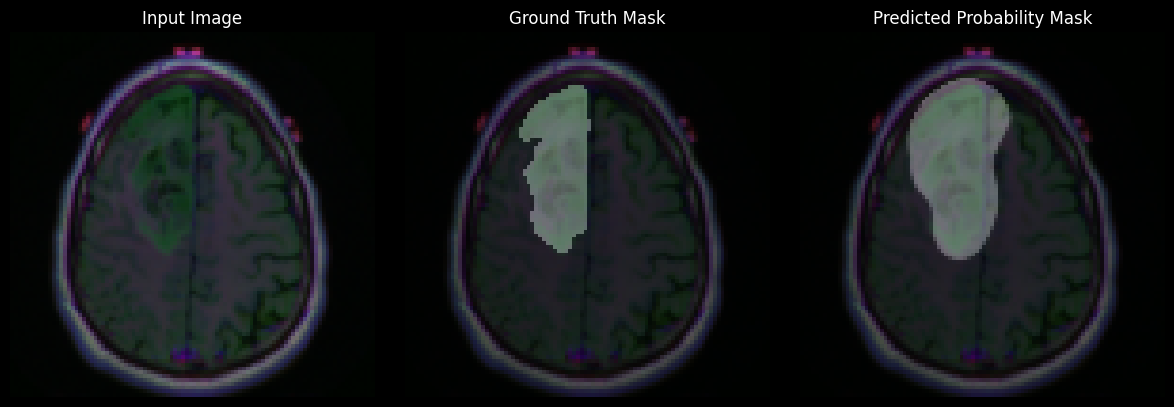 Input Image
Ground Truth Mask
Predicted Probability Mask